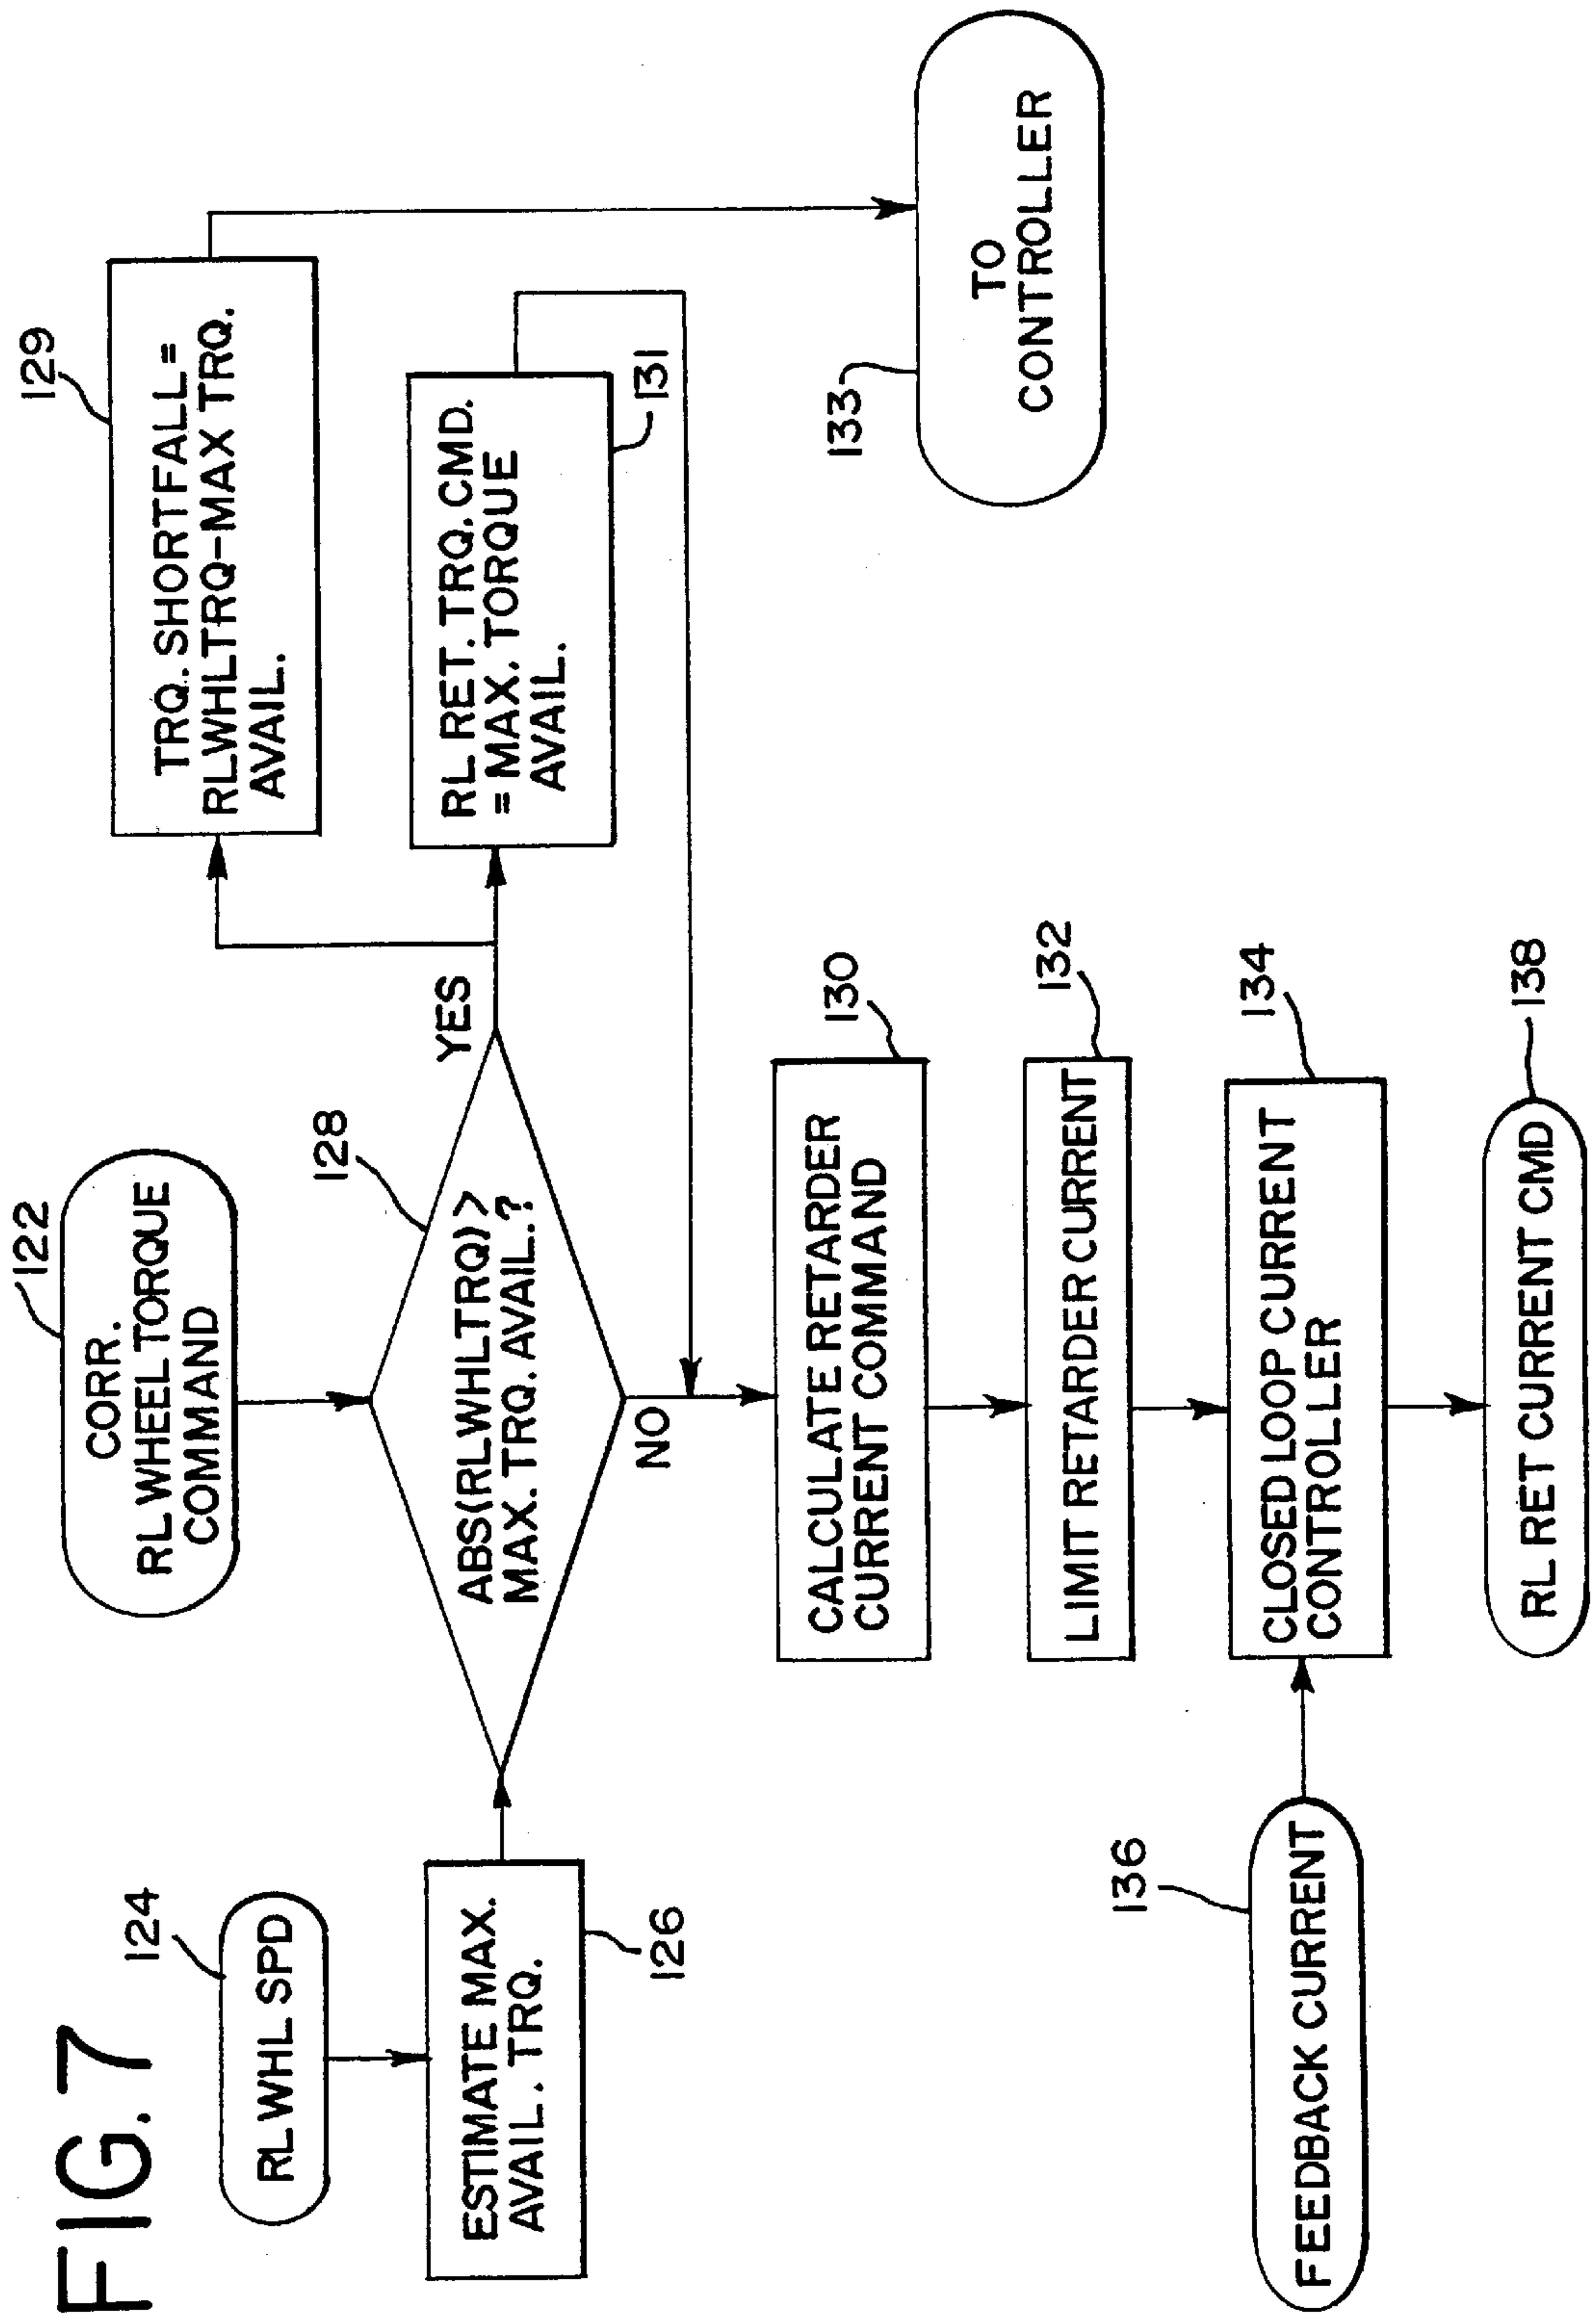 FIG. 7
122
CORR.
RL WHEEL TORQUE
COMMAND
124
RL WHL SPD
ESTIMATE MAX.
AVAIL. TRQ.
126
128
ABS(RLWHLTRQ)>
MAX. TRQ. AVAIL.?
YES
NO
129
TRQ. SHORTFALL=
RLWHLTRQ-MAX TRQ.
AVAIL.
RL RET. TRQ. CMD.
= MAX. TORQUE
AVAIL.
131
133
TO
CONTROLLER
130
CALCULATE RETARDER
CURRENT COMMAND
132
LIMIT RETARDER CURRENT
134
CLOSED LOOP CURRENT
CONTROLLER
136
FEEDBACK CURRENT
138
RL RET CURRENT CMD